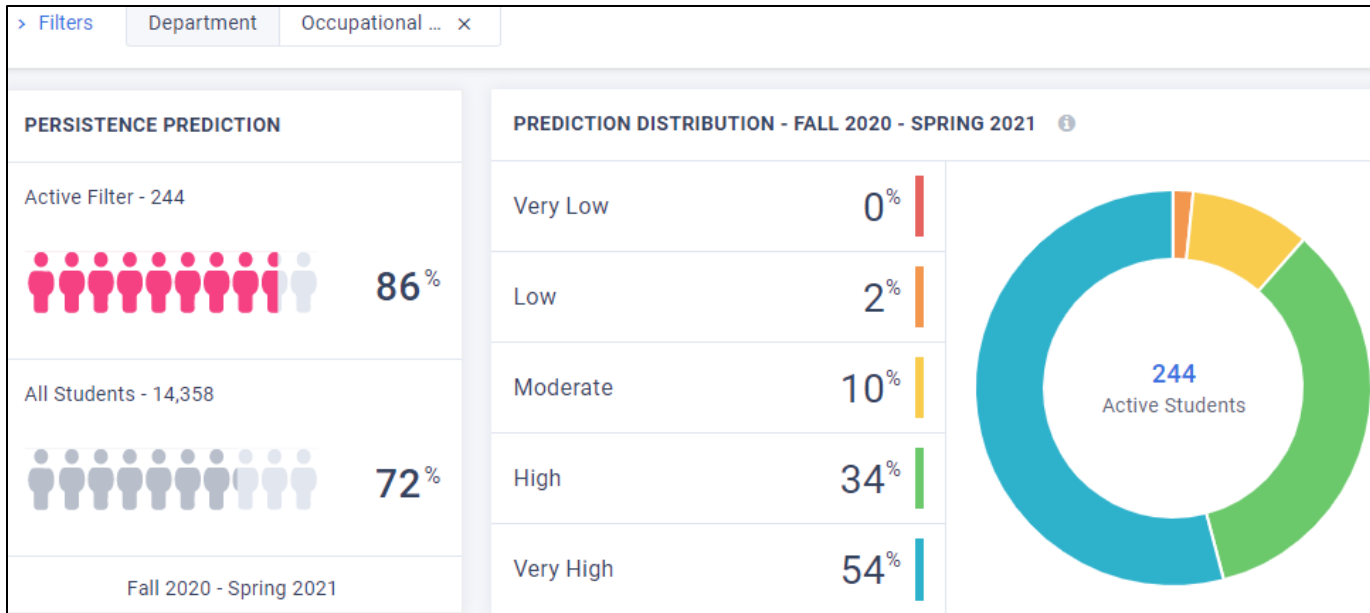 > Filters Department Occupational ... ×
PERSISTENCE PREDICTION
Active Filter - 244
86%
All Students - 14,358
72%
Fall 2020 - Spring 2021
PREDICTION DISTRIBUTION - FALL 2020 - SPRING 2021
Very Low 0%
Low 2%
Moderate 10%
High 34%
Very High 54%
244
Active Students